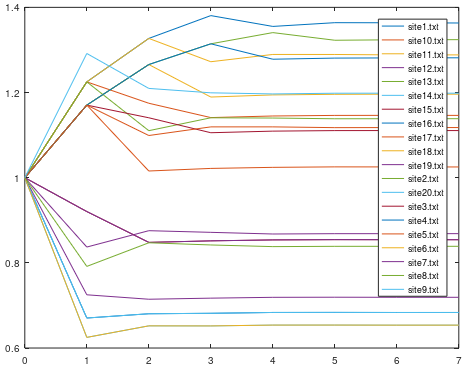 1.4
1.2
1
0.8
0.6
0
1
2
3
4
5
6
7
site1.txt
site10.txt
site11.txt
site12.txt
site13.txt
site14.txt
site15.txt
site16.txt
site17.txt
site18.txt
site19.txt
site2.txt
site20.txt
site3.txt
site4.txt
site5.txt
site6.txt
site7.txt
site8.txt
site9.txt